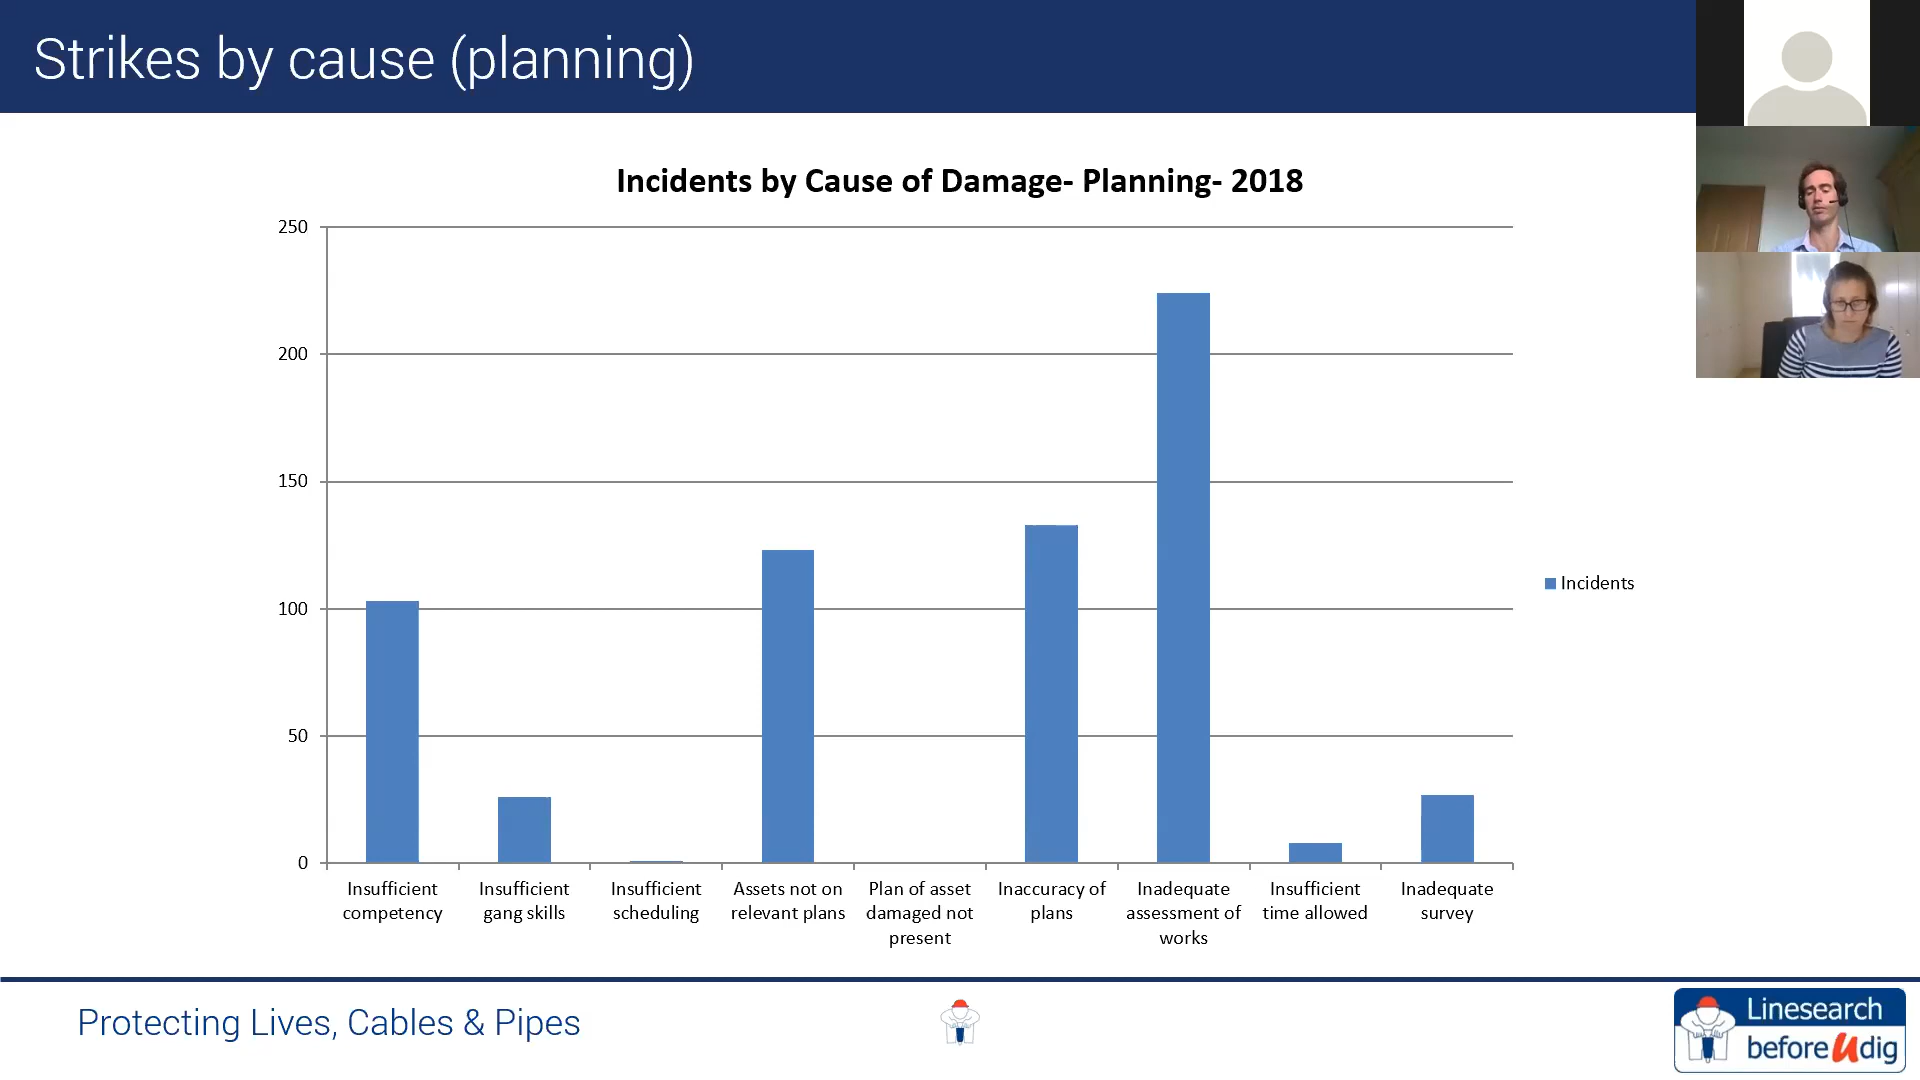 Strikes by cause (planning)
Incidents by Cause of Damage- Planning- 2018
250
200
150
100
50
0
Incidents
Insufficient competency
Insufficient gang skills
Insufficient scheduling
Assets not on relevant plans
Plan of asset damaged not present
Inaccuracy of plans
Inadequate assessment of works
Insufficient time allowed
Inadequate survey
Protecting Lives, Cables & Pipes
Linesearch
beforeUdig